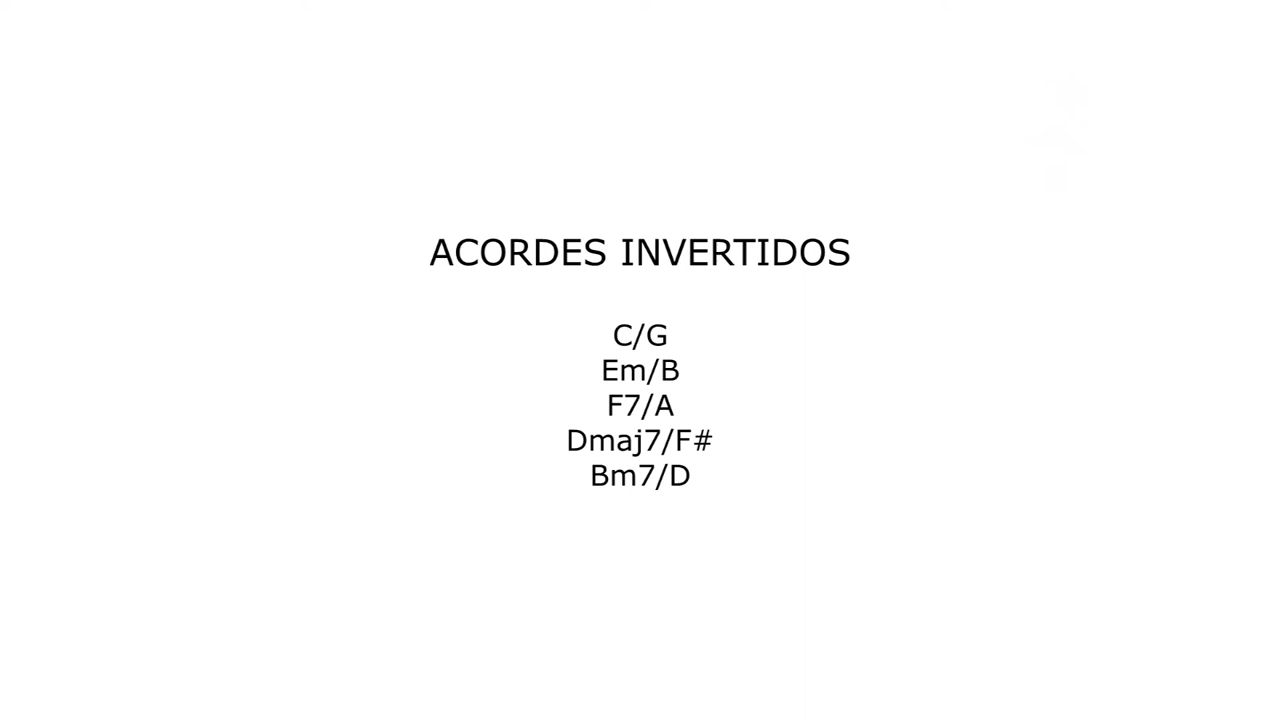 ACORDES INVERTIDOS
C/G
Em/B
F7/A
Dmaj7/F#
Bm7/D